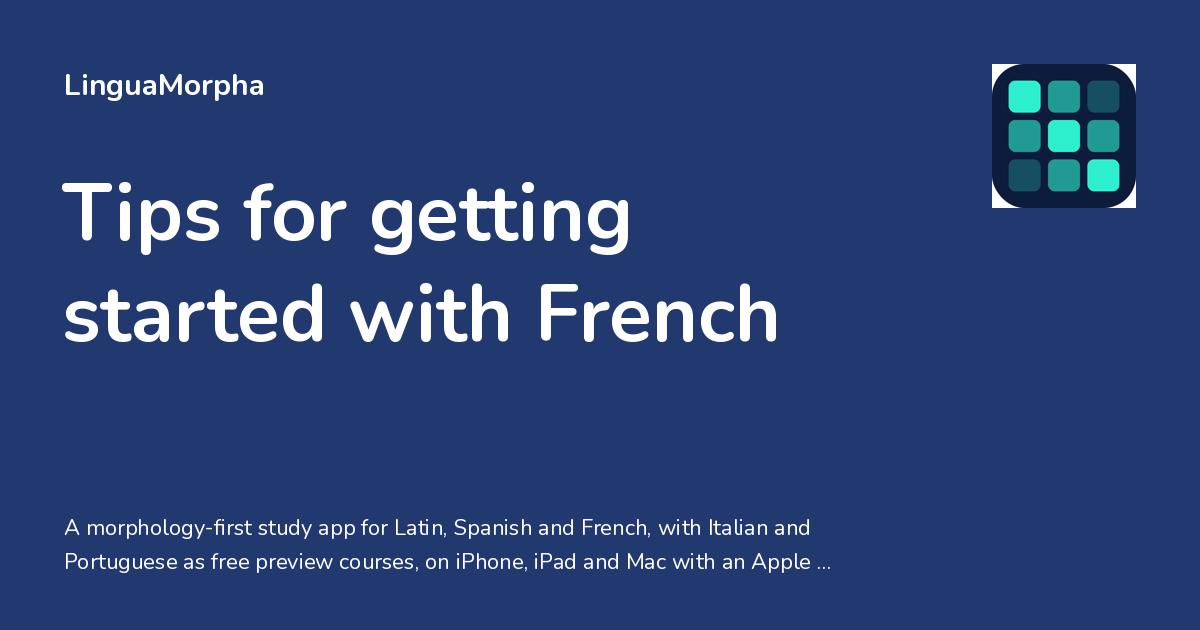 LinguaMorpha
Tips for getting
started with French
A morphology-first study app for Latin, Spanish and French, with Italian and
Portuguese as free preview courses, on iPhone, iPad and Mac with an Apple ...